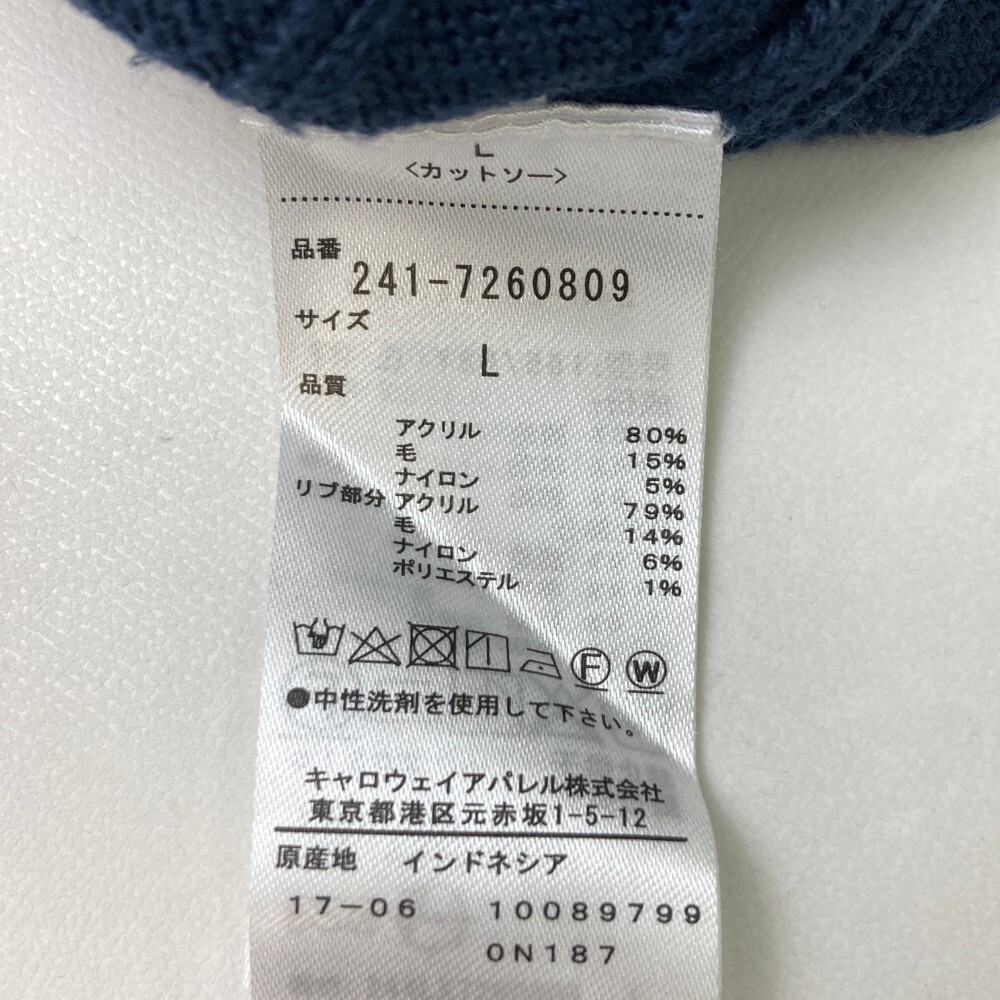 L
<カットソー>
品番
241-7260809
サイズ
L
品質
アクリル 80%
毛 15%
ナイロン 5%
リブ部分 アクリル 79%
毛 14%
ナイロン 6%
ポリエステル 1%
F W
●中性洗剤を使用して下さい。
キャロウェイアパレル株式会社
東京都港区元赤坂1-5-12
原産地 インドネシア
17-06 100897999
0N187